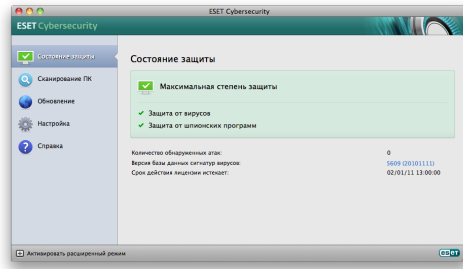 ESET Cybersecurity
ESET Cybersecurity
Состояние защиты
Сканирование ПК
Обновление
Настройка
Справка
Состояние защиты
Максимальная степень защиты
Защита от вирусов
Защита от шпионских программ
Количество обнаруженных атак: 0
Версия базы данных сигнатур вирусов: 5609 (20101111)
Срок действия лицензии истекает: 02/01/11 13:00:00
Активировать расширенный режим
eset